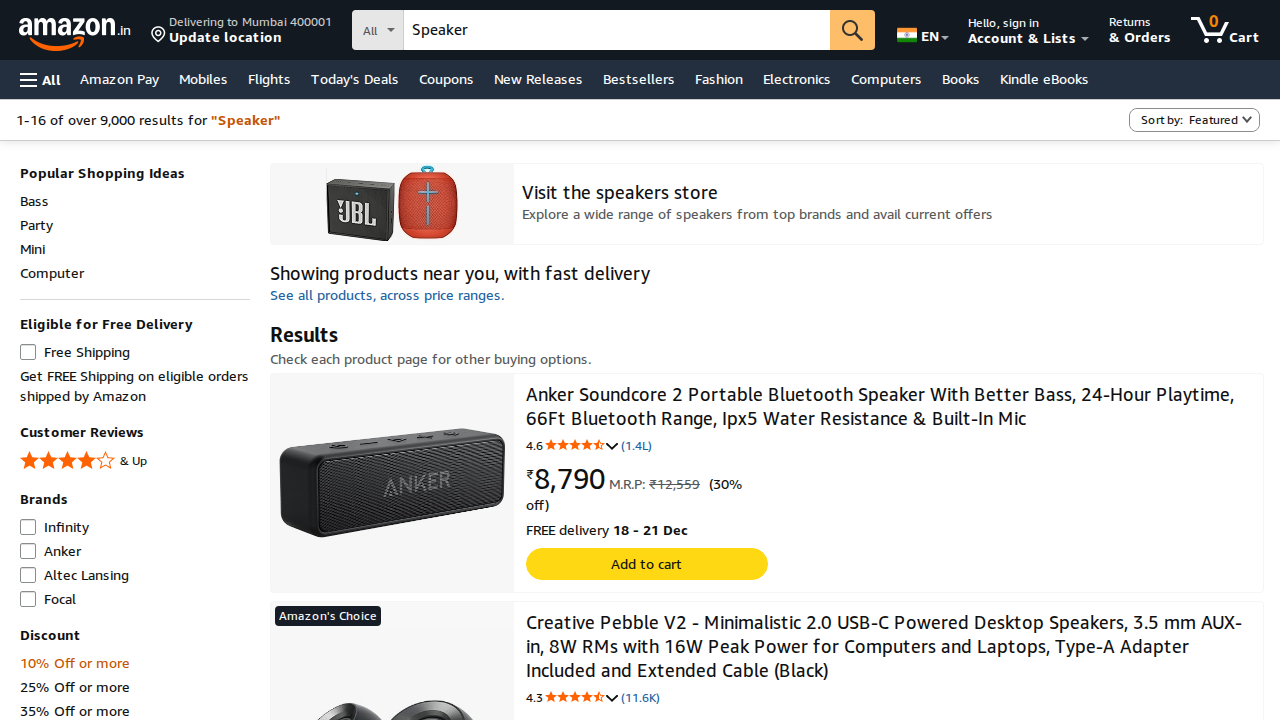 amazon.in
Delivering to Mumbai 400001
Update location
All
Speaker
EN
Hello, sign in
Account & Lists
Returns
& Orders
0
Cart
All
Amazon Pay
Mobiles
Flights
Today's Deals
Coupons
New Releases
Bestsellers
Fashion
Electronics
Computers
Books
Kindle eBooks
1-16 of over 9,000 results for "Speaker"
Sort by: Featured
Popular Shopping Ideas
Bass
Party
Mini
Computer
Eligible for Free Delivery
Free Shipping
Get FREE Shipping on eligible orders
shipped by Amazon
Customer Reviews
& Up
Brands
Infinity
Anker
Altec Lansing
Focal
Discount
10% Off or more
25% Off or more
35% Off or more
JBL
Visit the speakers store
Explore a wide range of speakers from top brands and avail current offers
Showing products near you, with fast delivery
See all products, across price ranges.
Results
Check each product page for other buying options.
ANKER
Anker Soundcore 2 Portable Bluetooth Speaker With Better Bass, 24-Hour Playtime,
66Ft Bluetooth Range, Ipx5 Water Resistance & Built-In Mic
4.6 (1.4L)
₹8,790 M.R.P: ₹12,559 (30%
off)
FREE delivery 18 - 21 Dec
Add to cart
Amazon's Choice
Creative Pebble V2 - Minimalistic 2.0 USB-C Powered Desktop Speakers, 3.5 mm AUX-
in, 8W RMs with 16W Peak Power for Computers and Laptops, Type-A Adapter
Included and Extended Cable (Black)
4.3 (11.6K)